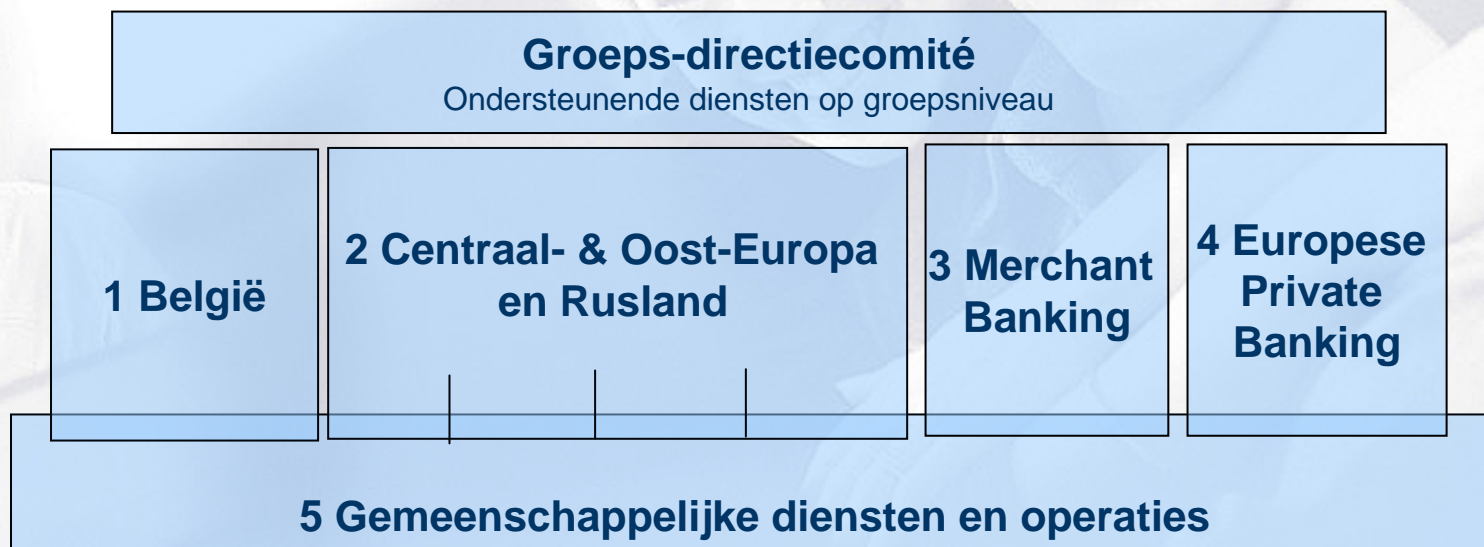 Groeps-directiecomité
Ondersteunende diensten op groepsniveau
1 België
2 Centraal- & Oost-Europa
en Rusland
3 Merchant
Banking
4 Europese
Private
Banking
5 Gemeenschappelijke diensten en operaties